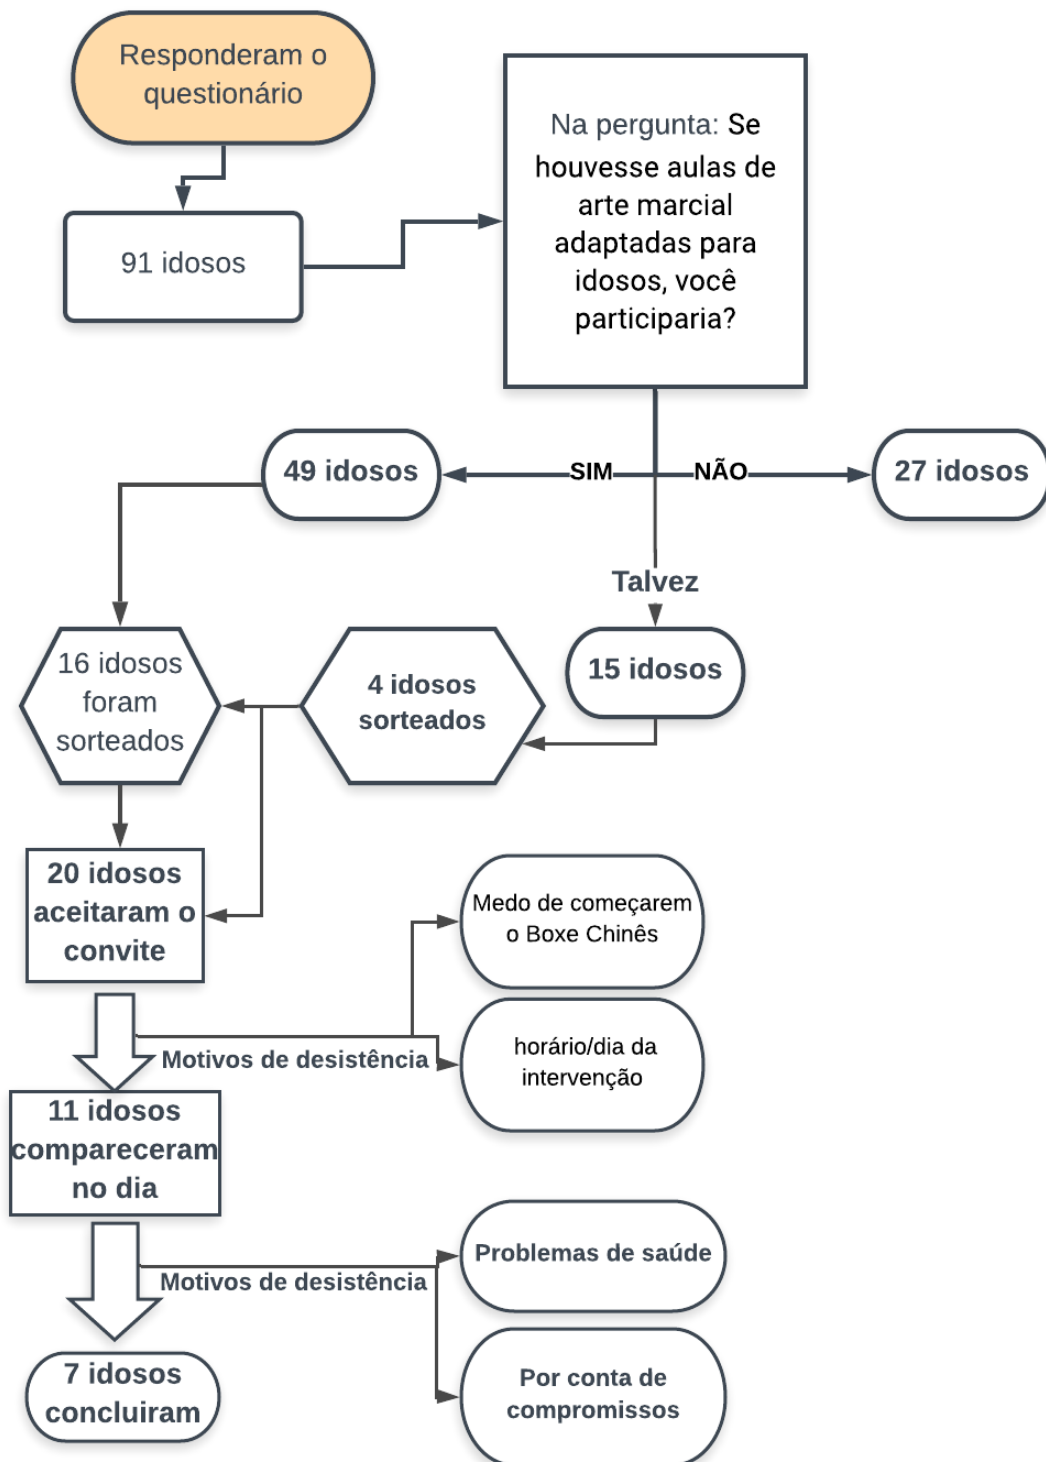 Responderam o
questionário
91 idosos
Na pergunta: Se
houvesse aulas de
arte marcial
adaptadas para
idosos, você
participaria?
49 idosos
SIM
NÃO
27 idosos
Talvez
15 idosos
4 idosos
sorteados
16 idosos
foram
sorteados
20 idosos
aceitaram o
convite
Medo de começarem
o Boxe Chinês
Motivos de desistência
horário/dia da
intervenção
11 idosos
compareceram
no dia
Problemas de saúde
Motivos de desistência
Por conta de
compromissos
7 idosos
concluiram